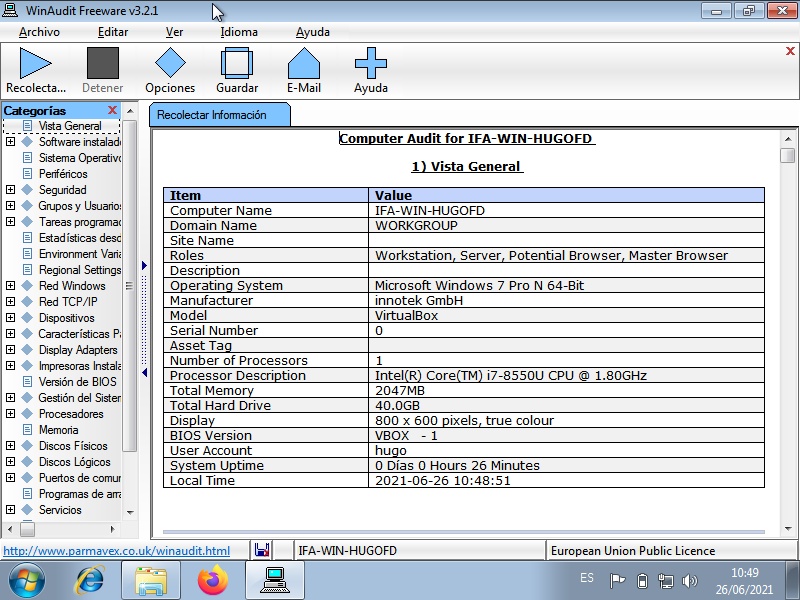 WinAudit Freeware v3.2.1
Archivo Editar Ver Idioma Ayuda
Recolecta... Detener Opciones Guardar E-Mail Ayuda
Categorías
Vista General
Software instalad
Sistema Operativo
Periféricos
Seguridad
Grupos y Usuarios
Tareas programac
Estadísticas desc
Environment Varia
Regional Settings
Red Windows
Red TCP/IP
Dispositivos
Características Pa
Display Adapters
Impresoras Instala
Versión de BIOS
Gestión del Sister
Procesadores
Memoria
Discos Físicos
Discos Lógicos
Puertos de comur
Programas de arra
Servicios
Recolectar Información
Computer Audit for IFA-WIN-HUGOFD
1) Vista General
Item Value
Computer Name IFA-WIN-HUGOFD
Domain Name WORKGROUP
Site Name
Roles Workstation, Server, Potential Browser, Master Browser
Description
Operating System Microsoft Windows 7 Pro N 64-Bit
Manufacturer innotek GmbH
Model VirtualBox
Serial Number 0
Asset Tag
Number of Processors 1
Processor Description Intel(R) Core(TM) i7-8550U CPU @ 1.80GHz
Total Memory 2047MB
Total Hard Drive 40.0GB
Display 800 x 600 pixels, true colour
BIOS Version VBOX - 1
User Account hugo
System Uptime 0 Días 0 Hours 26 Minutes
Local Time 2021-06-26 10:48:51
http://www.parmavex.co.uk/winaudit.html IFA-WIN-HUGOFD European Union Public Licence
ES 10:49
26/06/2021